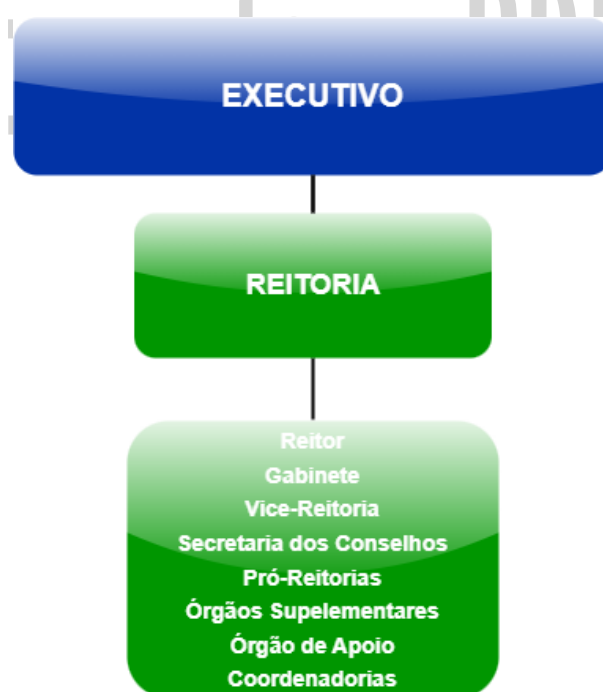 EXECUTIVO
REITORIA
Reitor
Gabinete
Vice-Reitoria
Secretaria dos Conselhos
Pró-Reitorias
Órgãos Supelementares
Órgão de Apoio
Coordenadorias